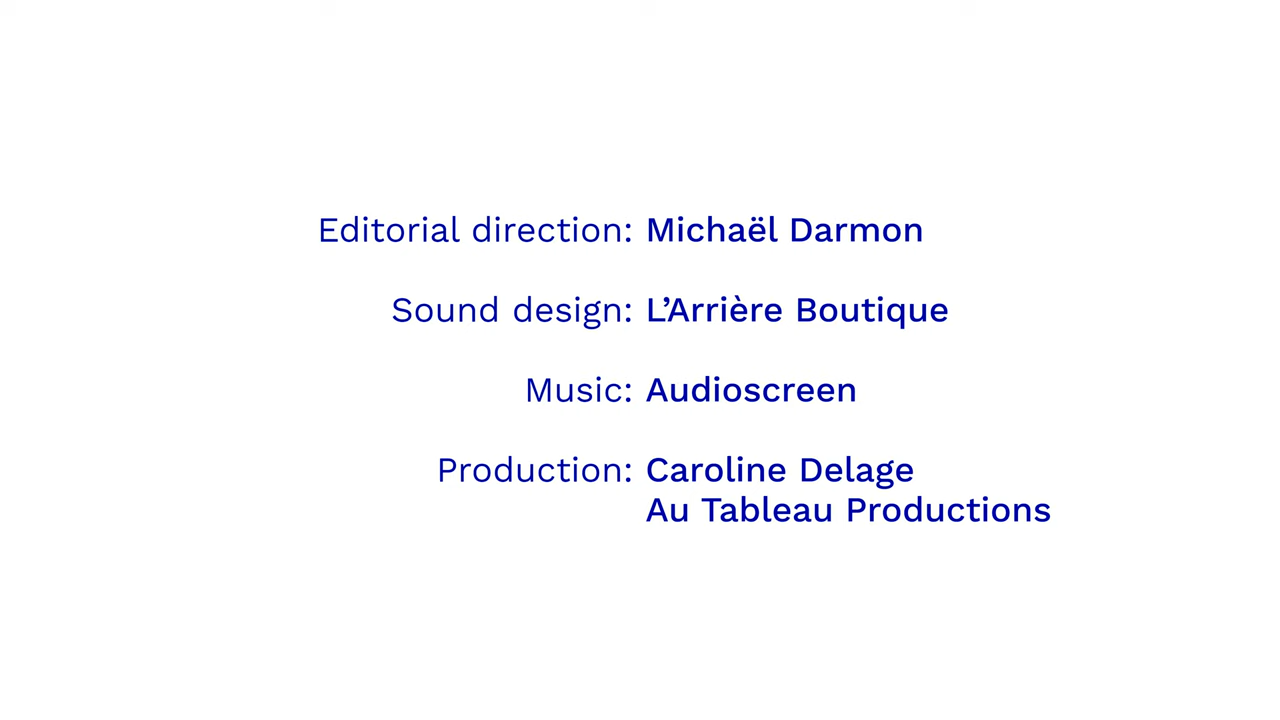 Editorial direction: Michaël Darmon
Sound design: L’Arrière Boutique
Music: Audioscreen
Production: Caroline Delage
Au Tableau Productions